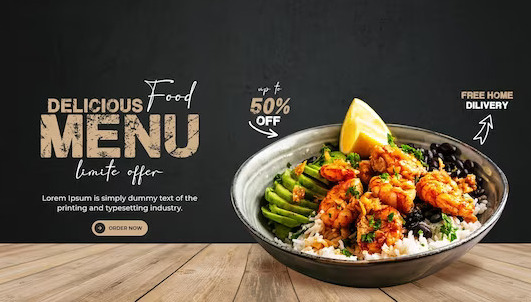 Food
DELICIOUS
MENU
limite offer
Lorem Ipsum is simply dummy text of the
printing and typesetting industry.
ORDER NOW
up to
50%
OFF
FREE HOME
DILIVERY